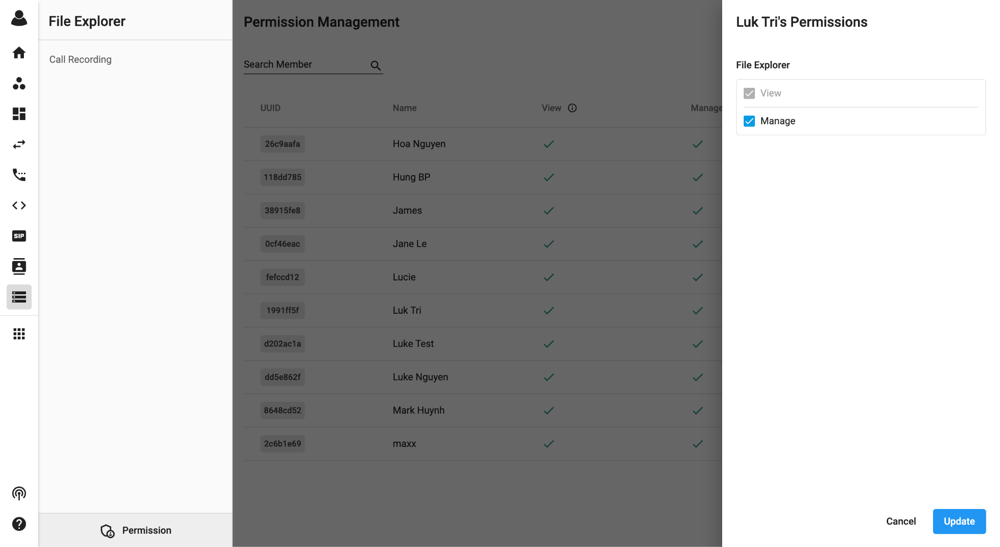 File Explorer
Call Recording
SIP
Permission
Permission Management
Search Member
UUID Name View Manage
26c9aafa Hoa Nguyen
118dd785 Hung BP
38915fe8 James
0cf46eac Jane Le
fefccd12 Lucie
1991ff5f Luk Tri
d202ac1a Luke Test
dd5e862f Luke Nguyen
8648cd52 Mark Huynh
2c6b1e69 maxx
Luk Tri's Permissions
File Explorer
View
Manage
Cancel Update